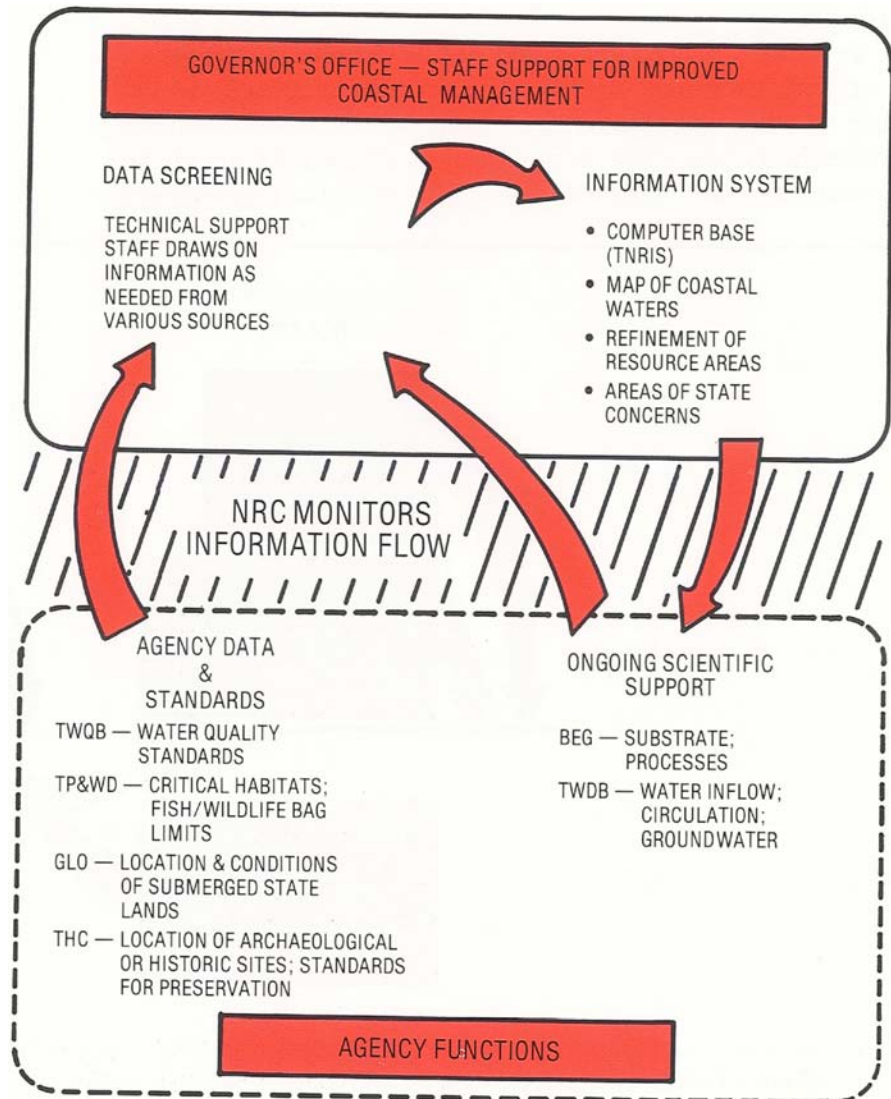 GOVERNOR'S OFFICE — STAFF SUPPORT FOR IMPROVED
COASTAL MANAGEMENT
DATA SCREENING
TECHNICAL SUPPORT
STAFF DRAWS ON
INFORMATION AS
NEEDED FROM
VARIOUS SOURCES
INFORMATION SYSTEM
• COMPUTER BASE
(TNRIS)
• MAP OF COASTAL
WATERS
• REFINEMENT OF
RESOURCE AREAS
• AREAS OF STATE
CONCERNS
NRC MONITORS
INFORMATION FLOW
AGENCY DATA
&
STANDARDS
TWQB — WATER QUALITY
STANDARDS
TP&WD — CRITICAL HABITATS;
FISH/WILDLIFE BAG
LIMITS
GLO — LOCATION & CONDITIONS
OF SUBMERGED STATE
LANDS
THC — LOCATION OF ARCHAEOLOGICAL
OR HISTORIC SITES; STANDARDS
FOR PRESERVATION
ONGOING SCIENTIFIC
SUPPORT
BEG — SUBSTRATE;
PROCESSES
TWDB — WATER INFLOW;
CIRCULATION;
GROUNDWATER
AGENCY FUNCTIONS